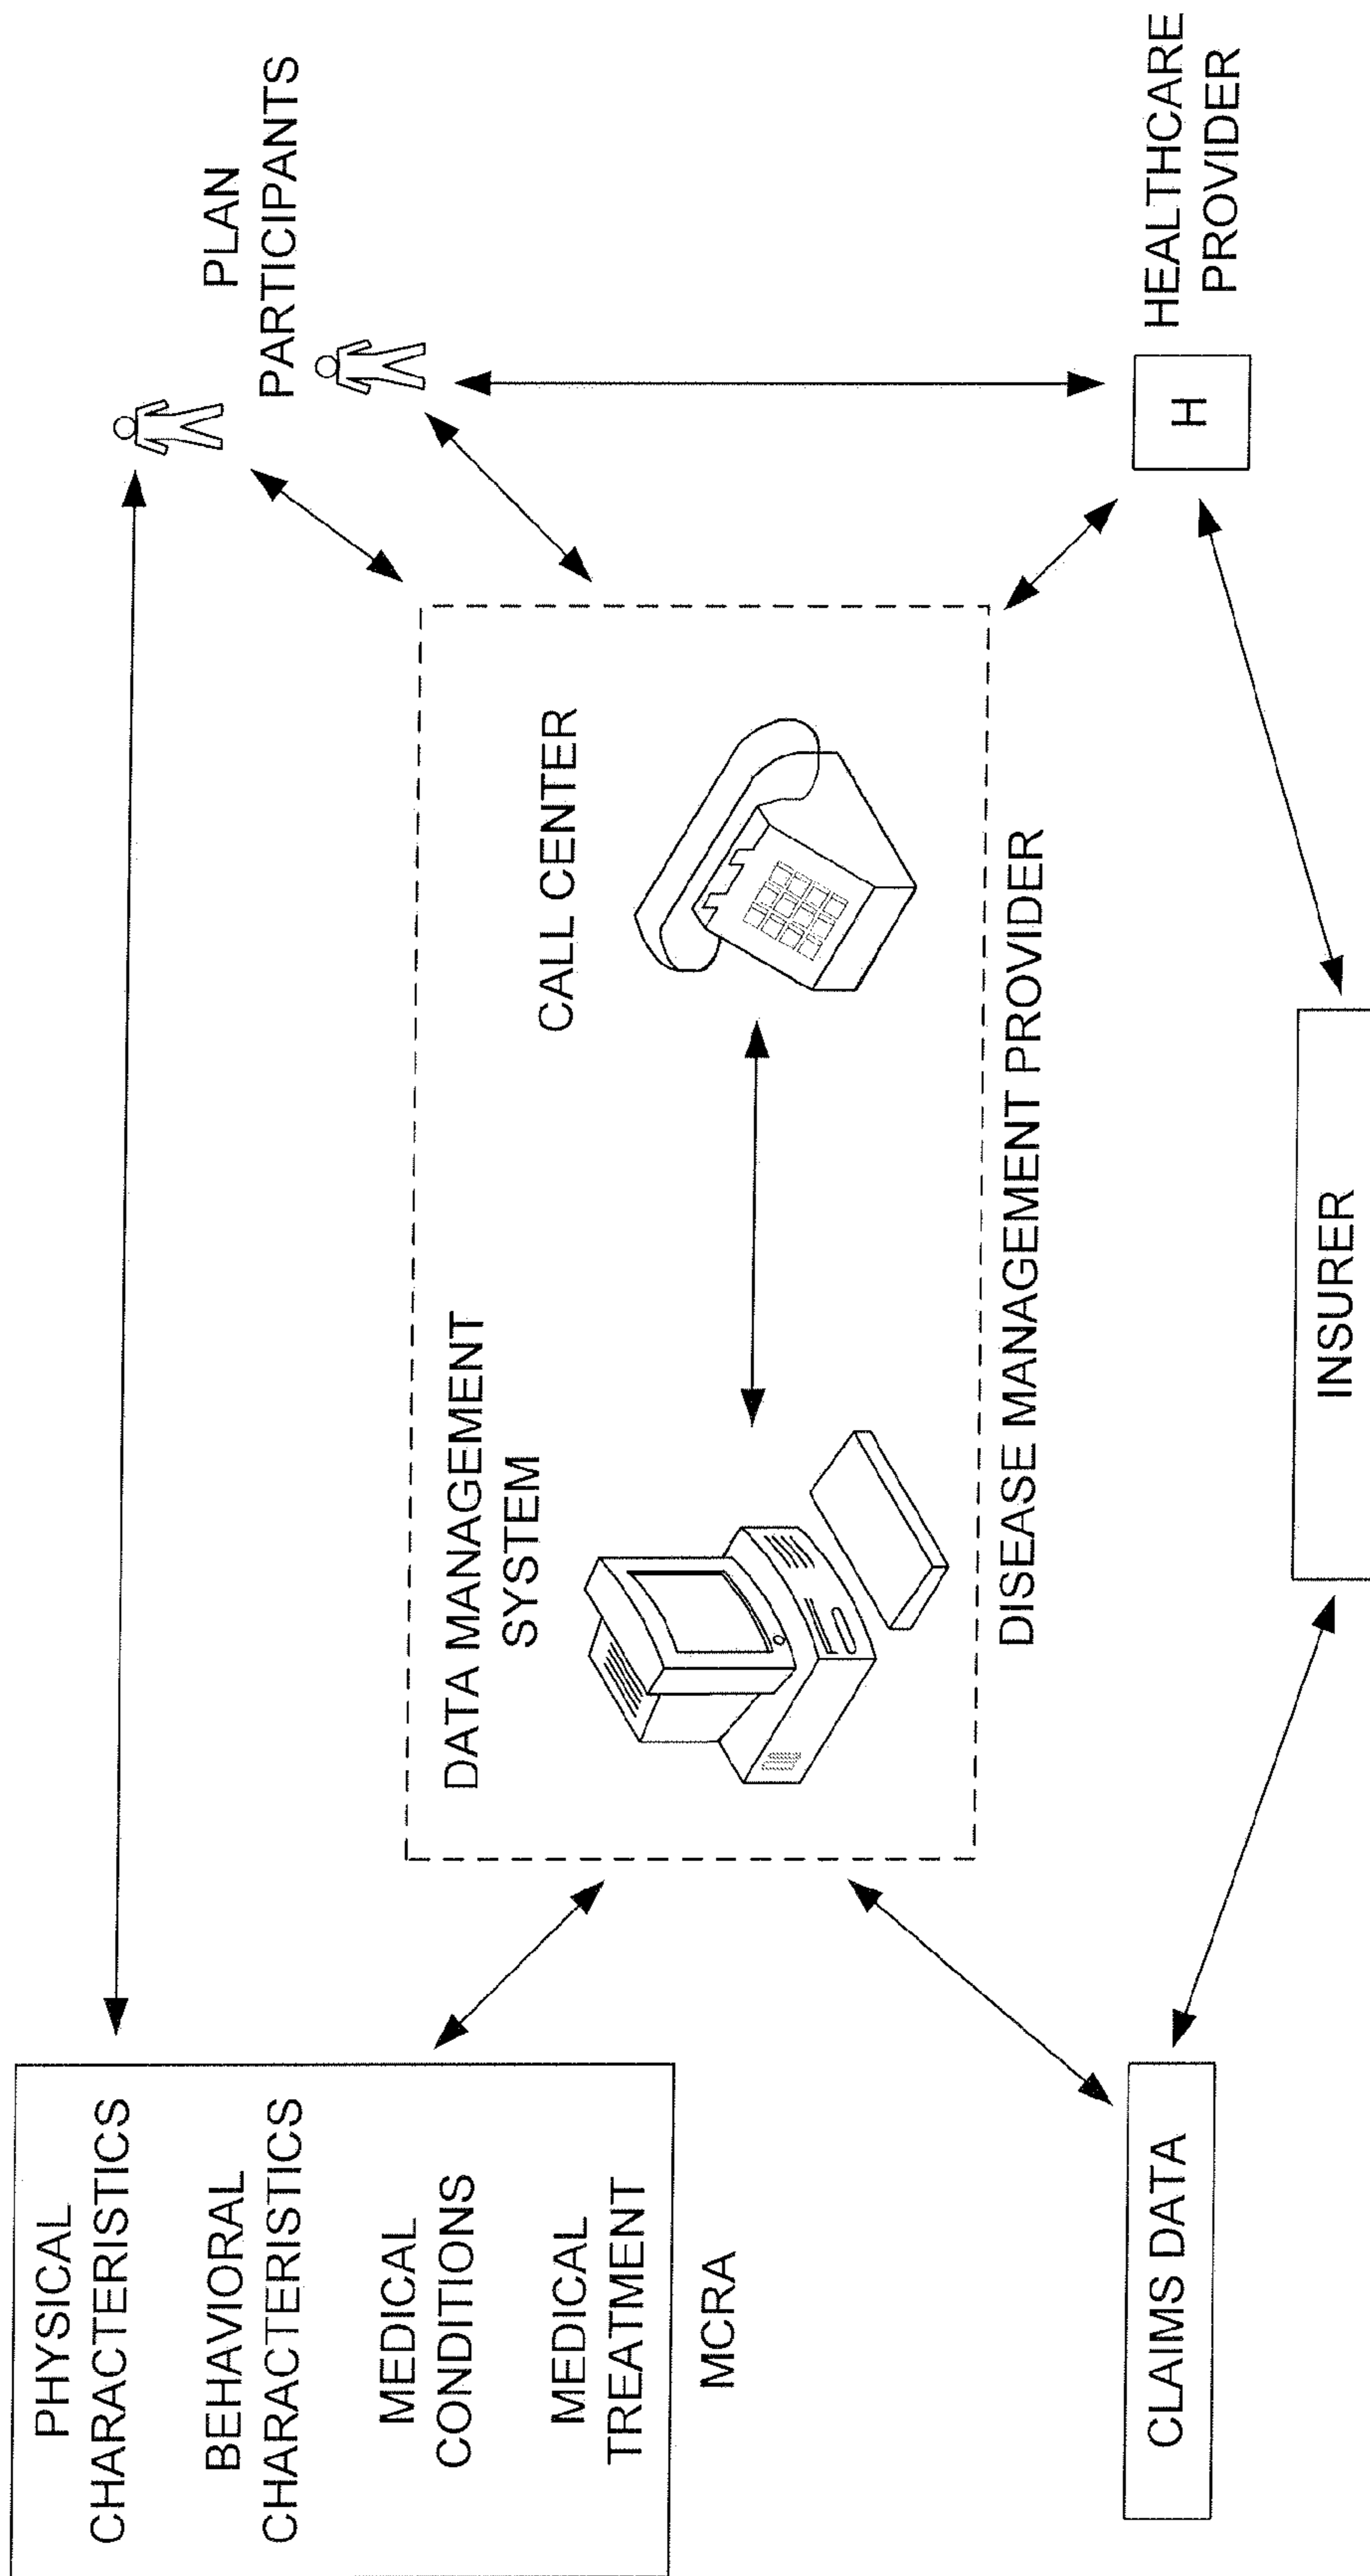 PHYSICAL
CHARACTERISTICS
BEHAVIORAL
CHARACTERISTICS
MEDICAL
CONDITIONS
MEDICAL
TREATMENT
MCRA
CLAIMS DATA
DATA MANAGEMENT
SYSTEM
CALL CENTER
DISEASE MANAGEMENT PROVIDER
INSURER
PLAN
PARTICIPANTS
H
HEALTHCARE
PROVIDER